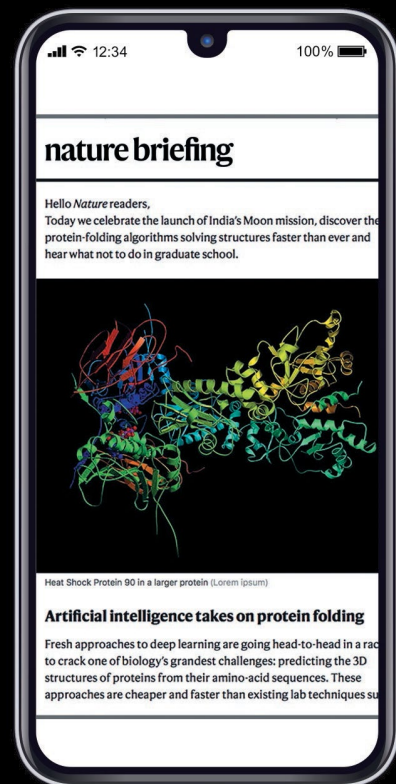 12:34
100%
nature briefing
Hello Nature readers,
Today we celebrate the launch of India's Moon mission, discover the
protein-folding algorithms solving structures faster than ever and
hear what not to do in graduate school.
Heat Shock Protein 90 in a larger protein (Lorem ipsum)
Artificial intelligence takes on protein folding
Fresh approaches to deep learning are going head-to-head in a rac
to crack one of biology's grandest challenges: predicting the 3D
structures of proteins from their amino-acid sequences. These
approaches are cheaper and faster than existing lab techniques su